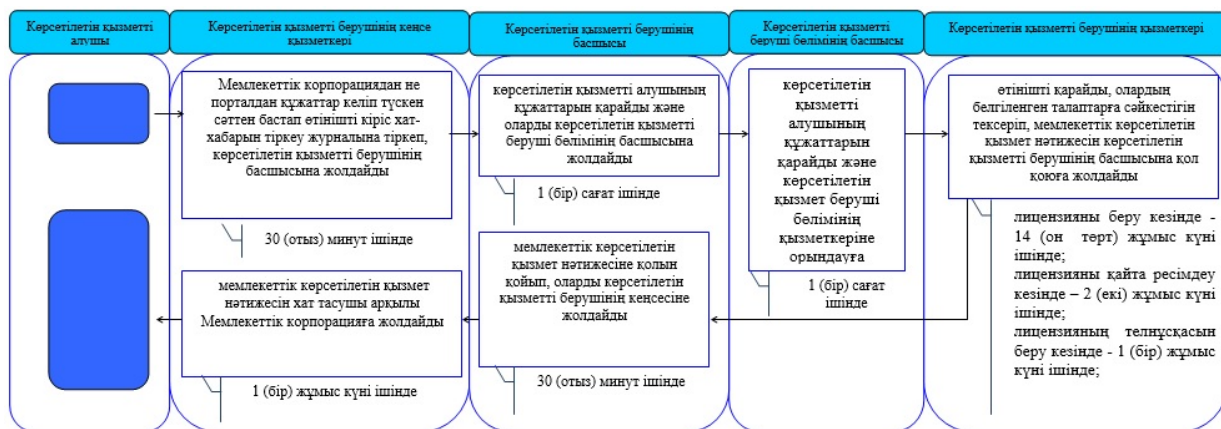 Көрсетілетін қызметті
алушы
Көрсетілетін қызметті берушінің кеңсе
қызметкері
Көрсетілетін қызметті берушінің
басшысы
Көрсетілетін қызметті
беруші бөлімінің басшысы
Көрсетілетін қызметті берушінің қызметкері
Мемлекеттік корпорациядан не
порталдан құжаттар келіп түскен
сәттен бастап өтінішті кіріс хат-
хабарын тіркеу журналына тіркеп,
көрсетілетін қызметті берушінің
басшысына жолдайды
30 (отыз) минут ішінде
көрсетілетін қызметті алушының
құжаттарын қарайды және
оларды көрсетілетін қызметті
беруші бөлімінің басшысына
жолдайды
1 (бір) сағат ішінде
көрсетілетін
қызметті
алушының
құжаттарын
қарайды және
көрсетілетін
қызмет беруші
бөлімінің
қызметкеріне
орындауға
1 (бір) сағат
ішінде
өтінішті қарайды, олардың
белгіленген талаптарға сәйкестігін
тексеріп, мемлекеттік көрсетілетін
қызмет нәтижесін көрсетілетін
қызметті берушінің басшысына қол
қоюға жолдайды
лицензияны беру кезінде -
14 (он төрт) жұмыс күні
ішінде;
лицензияны қайта ресімдеу
кезінде – 2 (екі) жұмыс күні
ішінде;
лицензияның телнұсқасын
беру кезінде - 1 (бір) жұмыс
күні ішінде;
мемлекеттік көрсетілетін
қызмет нәтижесіне қолын
қойып, оларды көрсетілетін
қызметті берушінің кеңсесіне
жолдайды
30 (отыз) минут ішінде
мемлекеттік көрсетілетін қызмет
нәтижесін хат тасушы арқылы
Мемлекеттік корпорацияға жолдайды
1 (бір) жұмыс күні ішінде